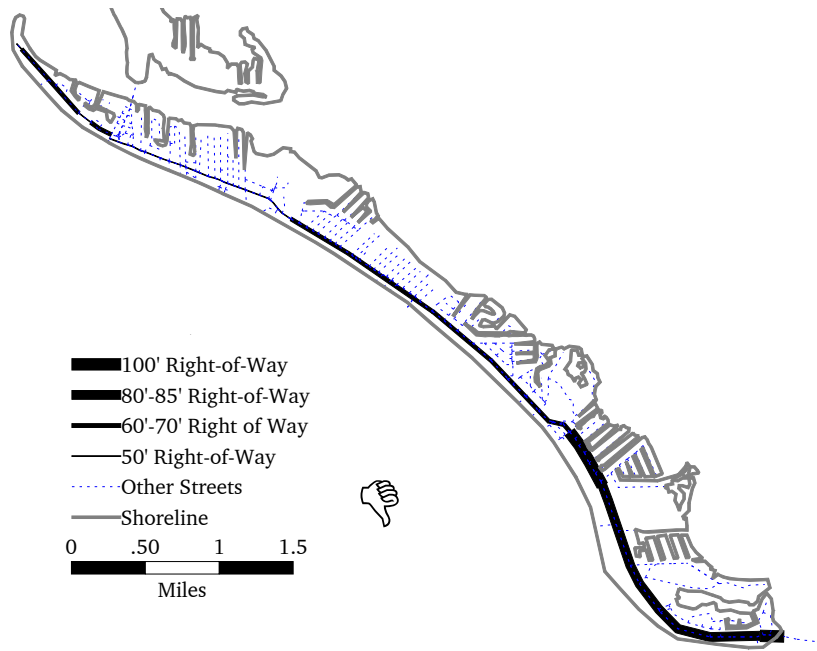 100' Right-of-Way
80'-85' Right-of-Way
60'-70' Right of Way
50' Right-of-Way
Other Streets
Shoreline
0 .50 1 1.5
Miles